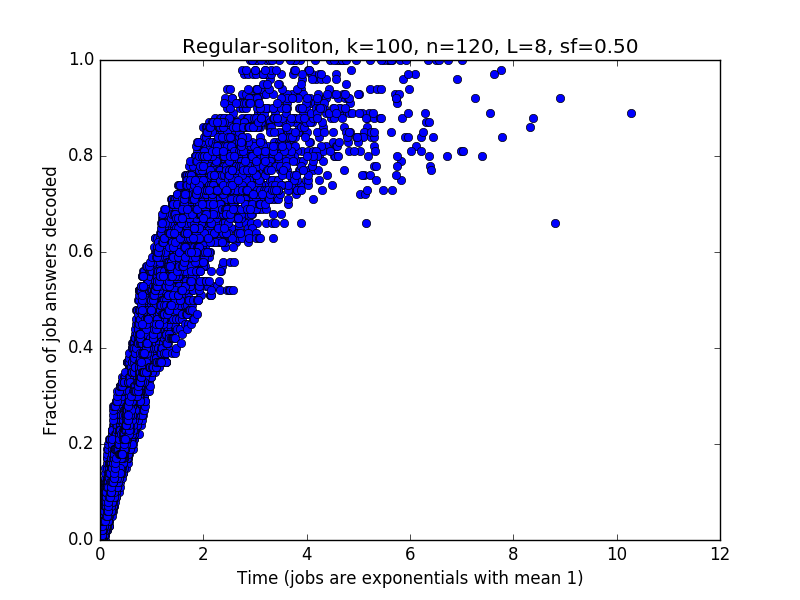 Regular-soliton, k=100, n=120, L=8, sf=0.50
1.0
0.8
0.6
0.4
0.2
0.0
Fraction of job answers decoded
0 2 4 6 8 10 12
Time (jobs are exponentials with mean 1)